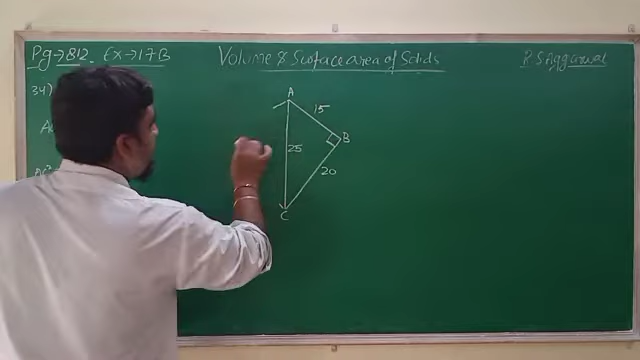 Pg→812. Ex→17B
Volume & Surface area of Solids
R S Aggarwal
34)
A
15
B
25
20
C